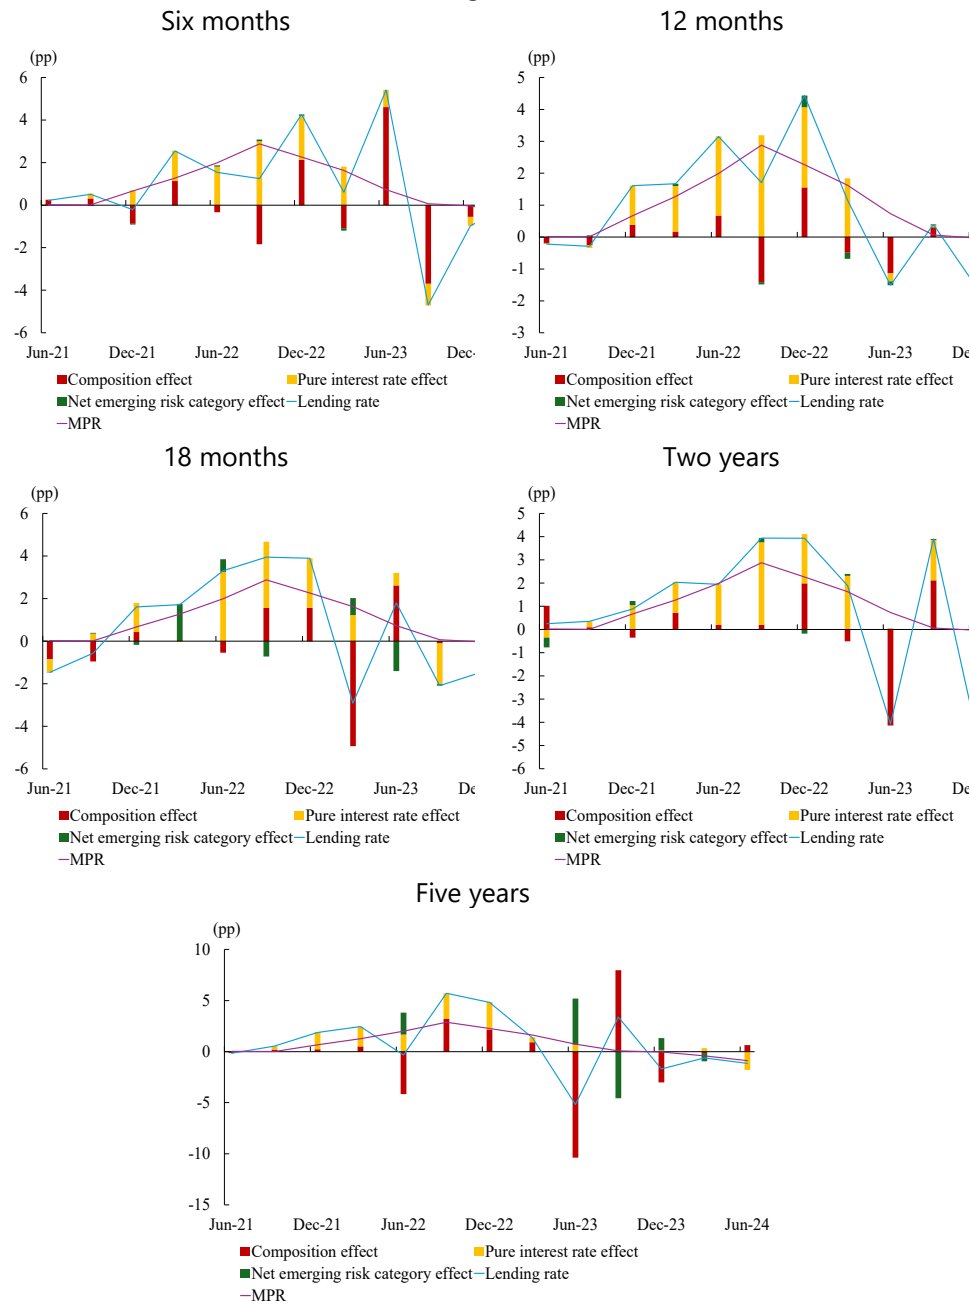 Six months
12 months
(pp)
(pp)
6
4
2
0
-2
-4
-6
5
4
3
2
1
0
-1
-2
-3
Jun-21 Dec-21 Jun-22 Dec-22 Jun-23 Dec-
Jun-21 Dec-21 Jun-22 Dec-22 Jun-23 De
Composition effect Pure interest rate effect
Net emerging risk category effect Lending rate
MPR
Composition effect Pure interest rate effect
Net emerging risk category effect Lending rate
MPR
18 months
Two years
(pp)
(pp)
6
4
2
0
-2
-4
-6
5
4
3
2
1
0
-1
-2
-3
-4
-5
-6
Jun-21 Dec-21 Jun-22 Dec-22 Jun-23 De
Jun-21 Dec-21 Jun-22 Dec-22 Jun-23 De
Composition effect Pure interest rate effect
Net emerging risk category effect Lending rate
MPR
Composition effect Pure interest rate effect
Net emerging risk category effect Lending rate
MPR
Five years
(pp)
10
5
0
-5
-10
-15
Jun-21 Dec-21 Jun-22 Dec-22 Jun-23 Dec-23 Jun-24
Composition effect Pure interest rate effect
Net emerging risk category effect Lending rate
MPR